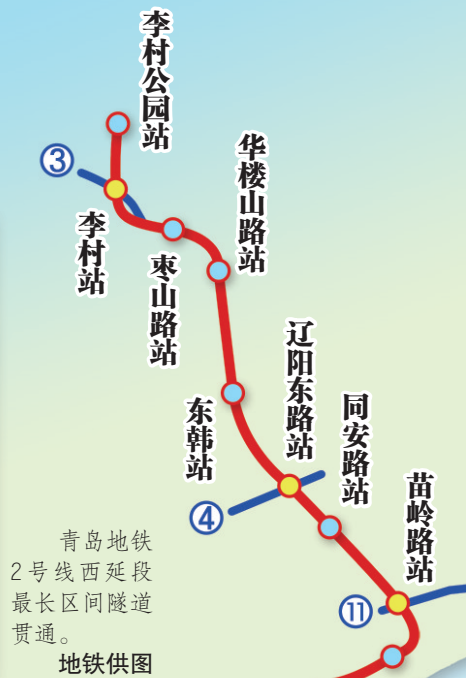 李村公园站
③
华楼山路站
李村站
枣山路站
辽阳东路站
东韩站
同安路站
苗岭路站
④
⑪
青岛地铁
2号线西延段
最长区间隧道
贯通。
地铁供图